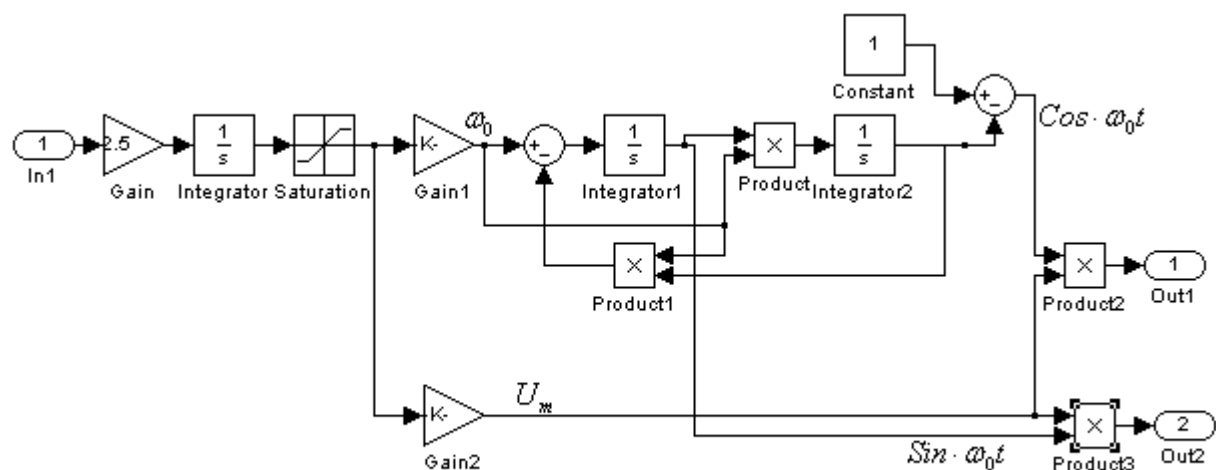 1
Constant
Cos · ω₀t
ω₀
1
In1
2.5
Gain
1/s
Integrator
Saturation
K-
Gain1
+
−
1/s
Integrator1
×
Product
1/s
Integrator2
+
−
×
Product1
×
Product2
1
Out1
K-
Gain2
Uₘ
Sin · ω₀t
×
Product3
2
Out2